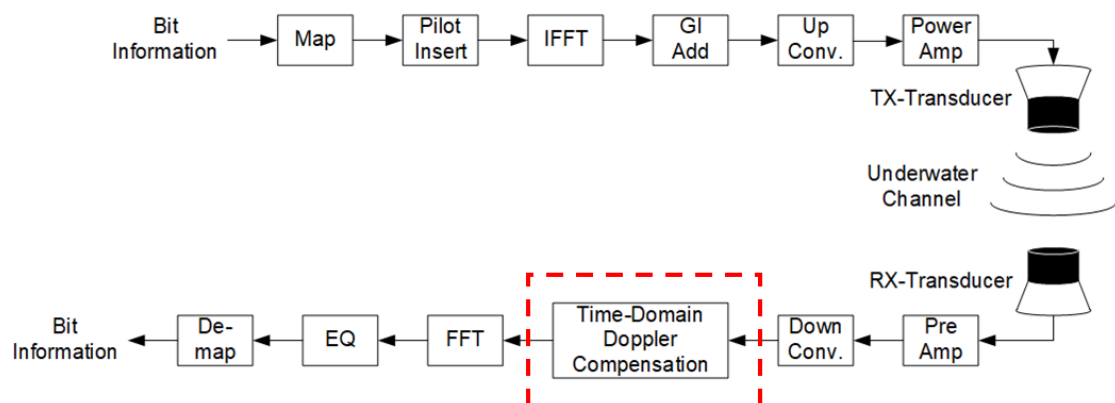 Bit
Information
Map
Pilot
Insert
IFFT
GI
Add
Up
Conv.
Power
Amp
TX-Transducer
Underwater
Channel
RX-Transducer
Pre
Amp
Down
Conv.
Time-Domain
Doppler
Compensation
FFT
EQ
De-
map
Bit
Information